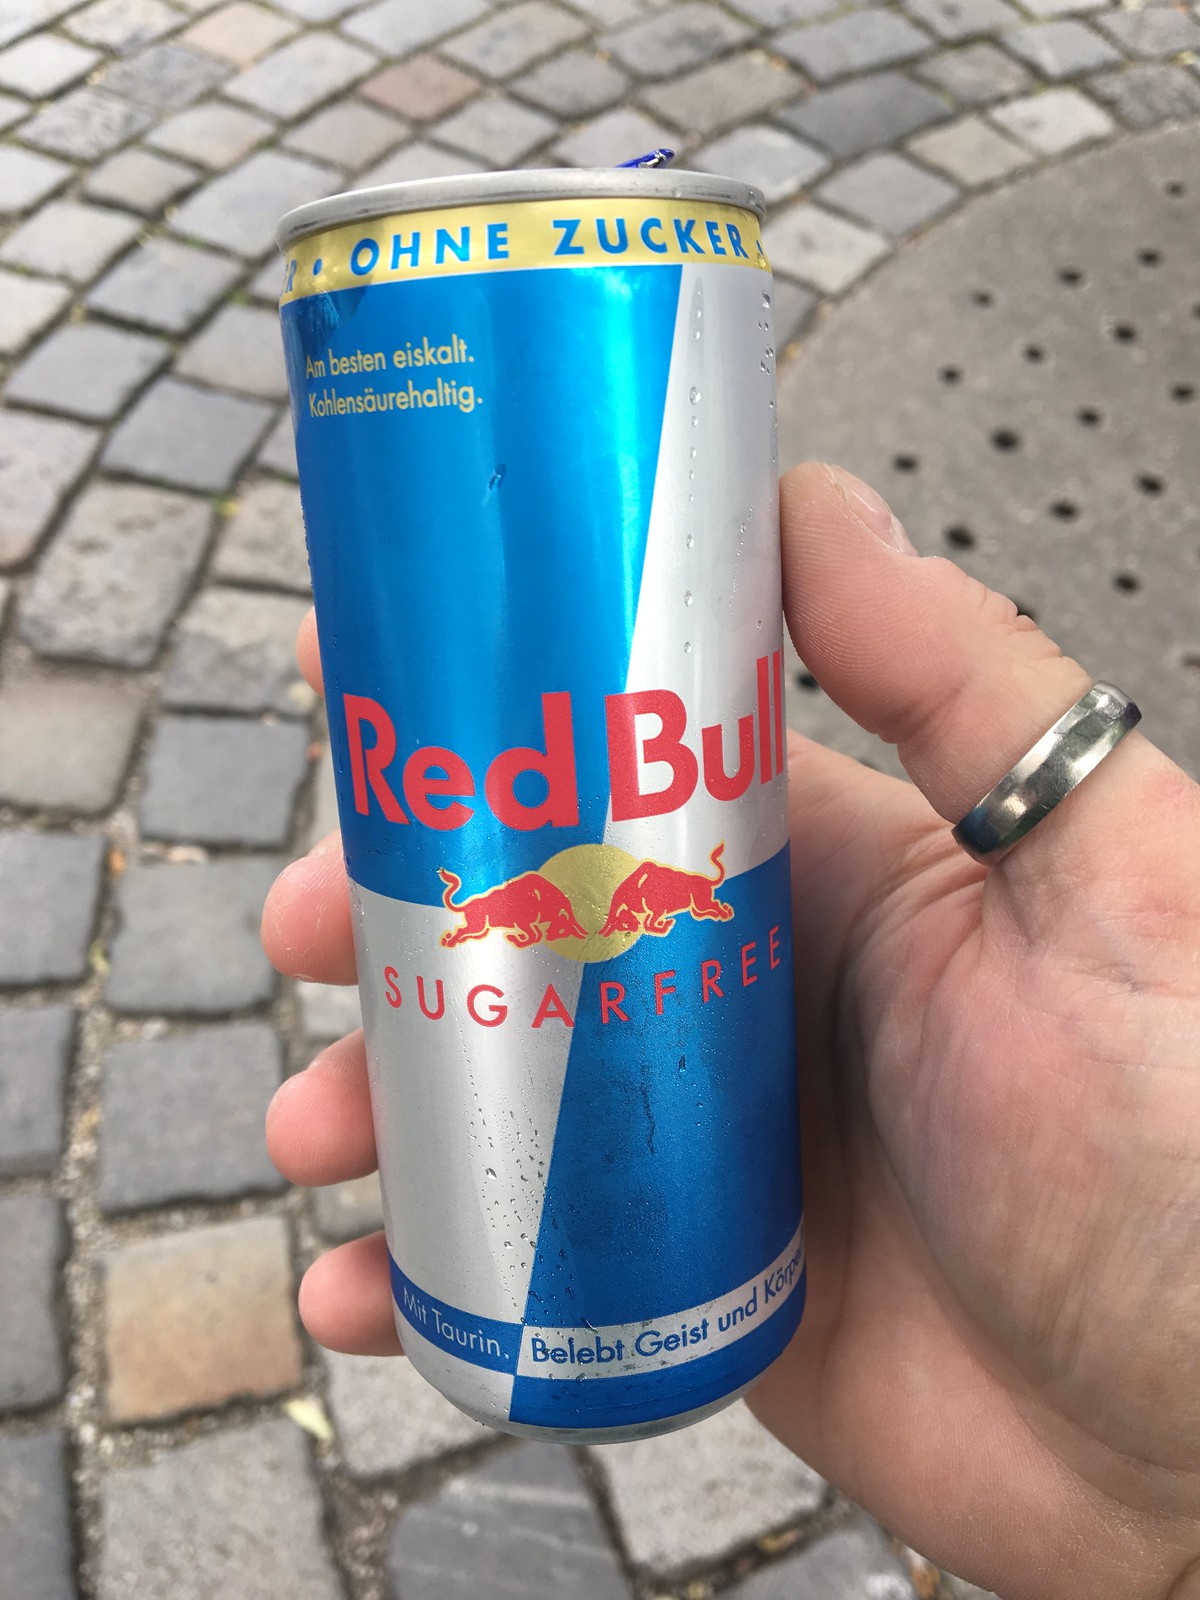 • OHNE ZUCKER
Am besten eiskalt.
Kohlensäurehaltig.
Red Bull
SUGARFREE
Mit Taurin. Belebt Geist und